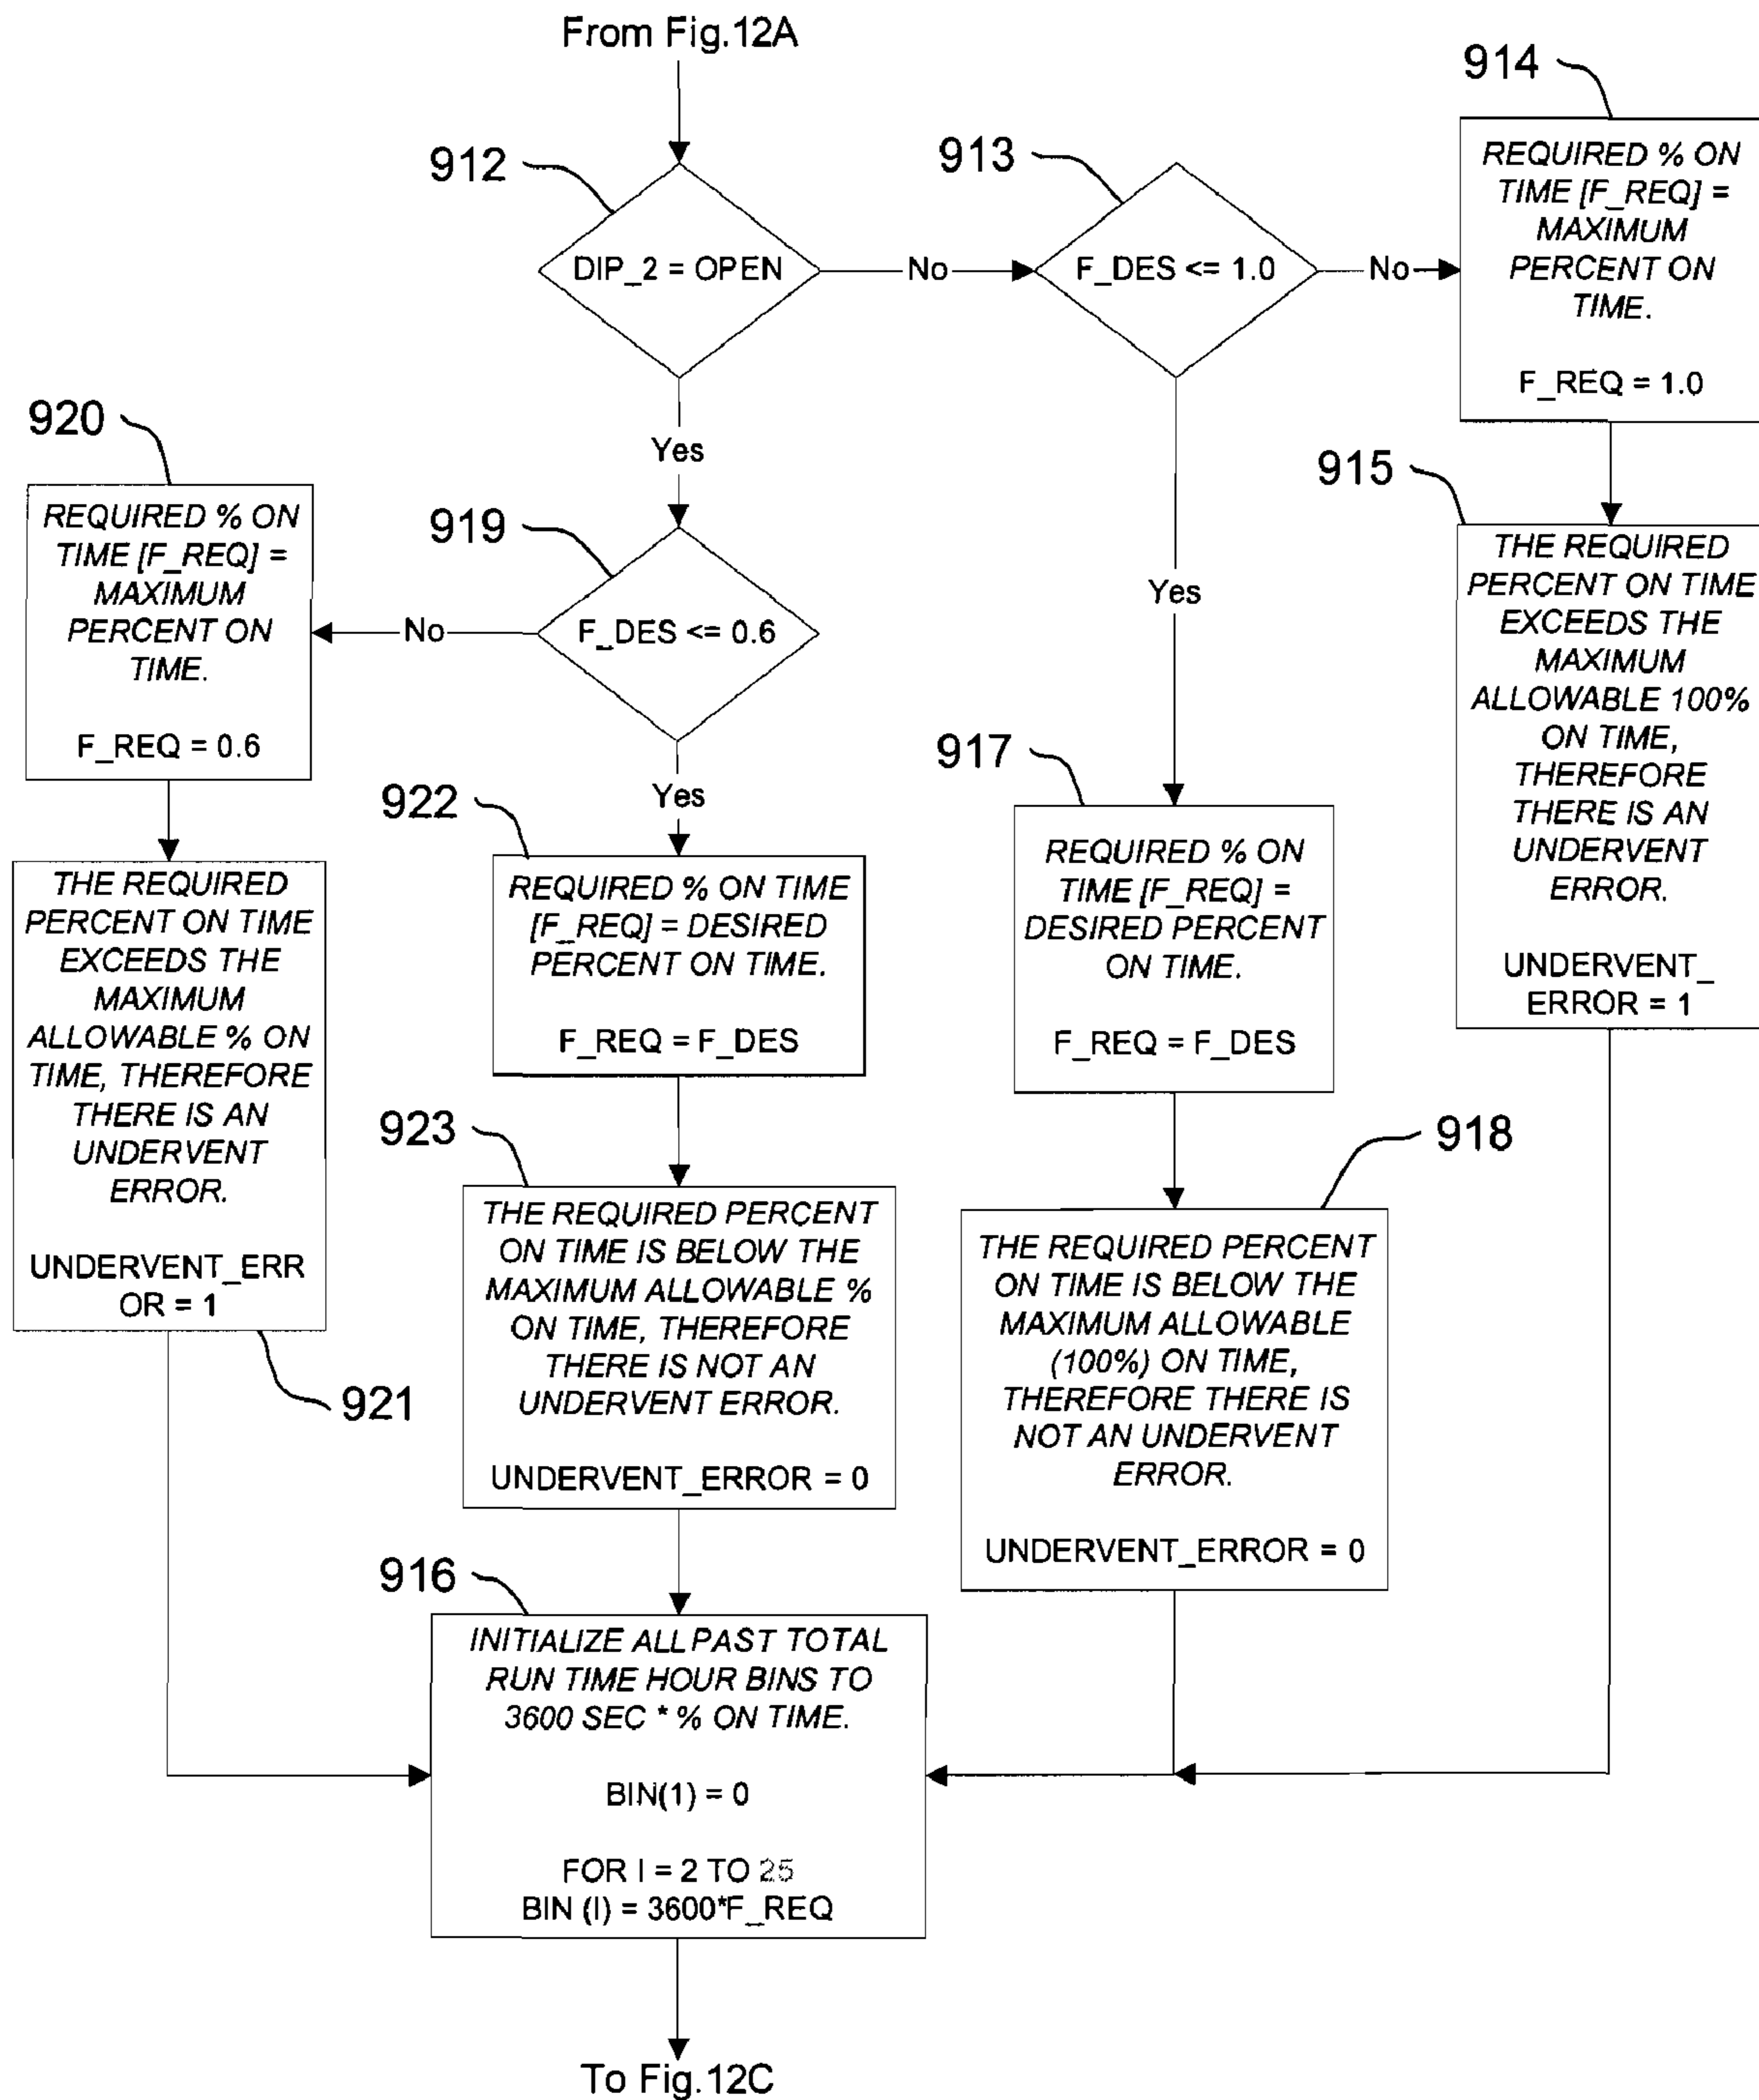 From Fig.12A
912
DIP_2 = OPEN
No
Yes
913
F_DES <= 1.0
No
Yes
914
REQUIRED % ON
TIME [F_REQ] =
MAXIMUM
PERCENT ON
TIME.
F_REQ = 1.0
915
THE REQUIRED
PERCENT ON TIME
EXCEEDS THE
MAXIMUM
ALLOWABLE 100%
ON TIME,
THEREFORE
THERE IS AN
UNDERVENT
ERROR.
UNDERVENT_
ERROR = 1
919
F_DES <= 0.6
No
Yes
920
REQUIRED % ON
TIME [F_REQ] =
MAXIMUM
PERCENT ON
TIME.
F_REQ = 0.6
THE REQUIRED
PERCENT ON TIME
EXCEEDS THE
MAXIMUM
ALLOWABLE % ON
TIME, THEREFORE
THERE IS AN
UNDERVENT
ERROR.
UNDERVENT_ERR
OR = 1
921
922
REQUIRED % ON TIME
[F_REQ] = DESIRED
PERCENT ON TIME.
F_REQ = F_DES
923
THE REQUIRED PERCENT
ON TIME IS BELOW THE
MAXIMUM ALLOWABLE %
ON TIME, THEREFORE
THERE IS NOT AN
UNDERVENT ERROR.
UNDERVENT_ERROR = 0
917
REQUIRED % ON
TIME [F_REQ] =
DESIRED PERCENT
ON TIME.
F_REQ = F_DES
918
THE REQUIRED PERCENT
ON TIME IS BELOW THE
MAXIMUM ALLOWABLE
(100%) ON TIME,
THEREFORE THERE IS
NOT AN UNDERVENT
ERROR.
UNDERVENT_ERROR = 0
916
INITIALIZE ALL PAST TOTAL
RUN TIME HOUR BINS TO
3600 SEC * % ON TIME.
BIN(1) = 0
FOR I = 2 TO 25
BIN (I) = 3600*F_REQ
To Fig.12C